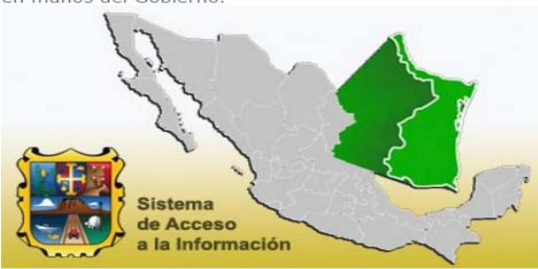 en manos del Gobierno.
Sistema
de Acceso
a la Información